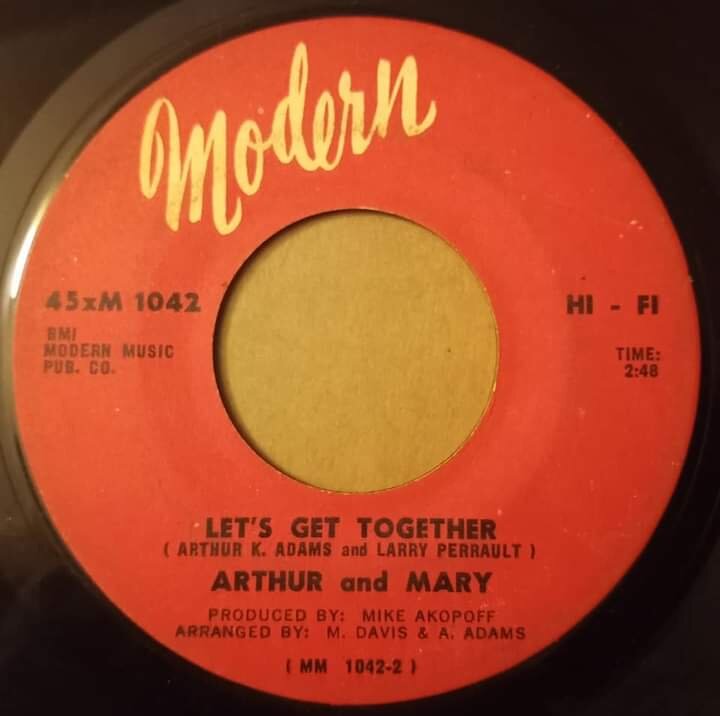 Modern
45xM 1042
HI - FI
BMI
MODERN MUSIC
PUB. CO.
TIME:
2:48
LET'S GET TOGETHER
( ARTHUR K. ADAMS and LARRY PERRAULT )
ARTHUR and MARY
PRODUCED BY: MIKE AKOPOFF
ARRANGED BY: M. DAVIS & A. ADAMS
( MM 1042-2 )